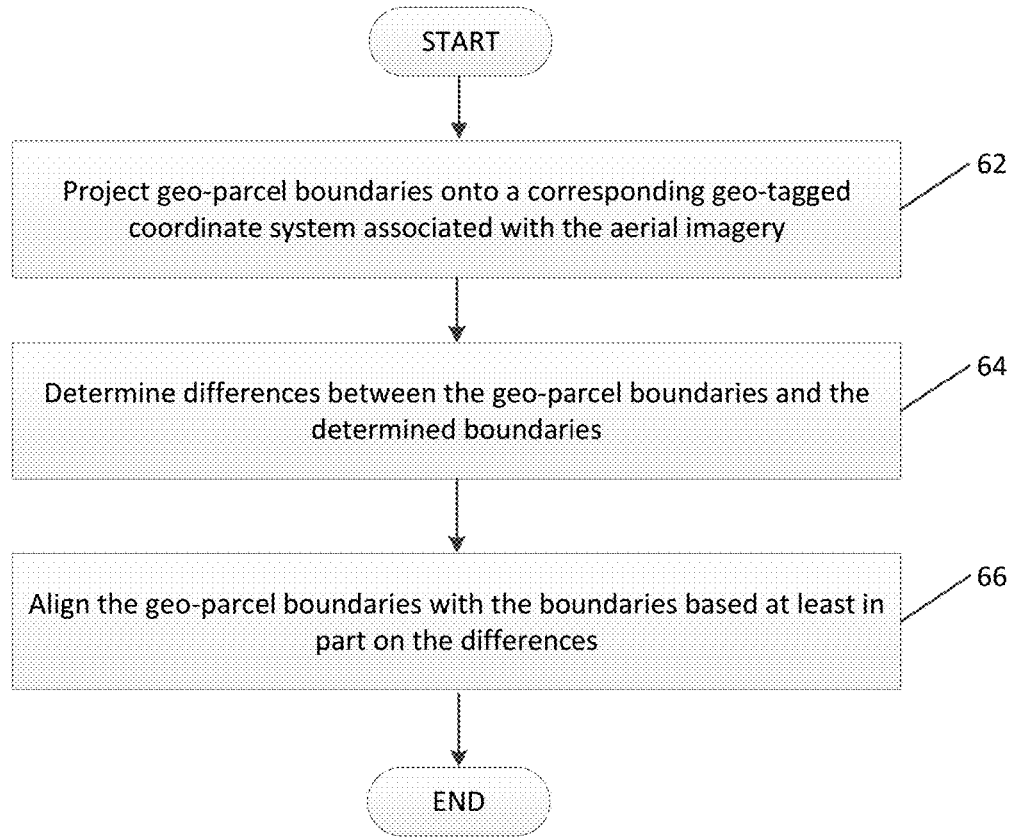 START
Project geo-parcel boundaries onto a corresponding geo-tagged
coordinate system associated with the aerial imagery
62
Determine differences between the geo-parcel boundaries and the
determined boundaries
64
Align the geo-parcel boundaries with the boundaries based at least in
part on the differences
66
END